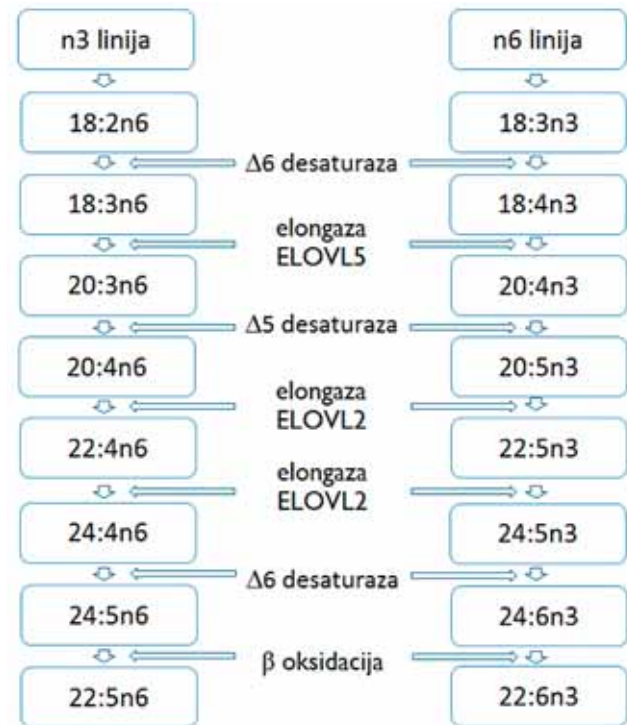 n3 linija
n6 linija
18:2n6
18:3n3
Δ6 desaturaza
18:3n6
18:4n3
elongaza
ELOVL5
20:3n6
20:4n3
Δ5 desaturaza
20:4n6
20:5n3
elongaza
ELOVL2
22:4n6
22:5n3
elongaza
ELOVL2
24:4n6
24:5n3
Δ6 desaturaza
24:5n6
24:6n3
β oksidacija
22:5n6
22:6n3